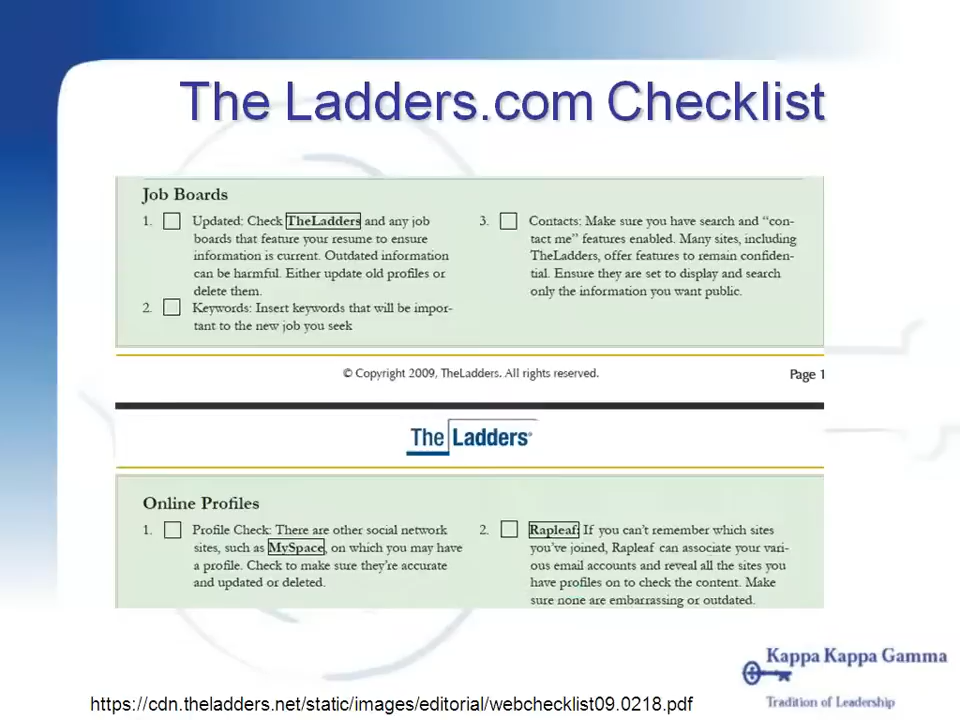 The Ladders.com Checklist
Job Boards
1. Updated: Check TheLadders and any job
boards that feature your resume to ensure
information is current. Outdated information
can be harmful. Either update old profiles or
delete them.
2. Keywords: Insert keywords that will be impor-
tant to the new job you seek
3. Contacts: Make sure you have search and “con-
tact me” features enabled. Many sites, including
TheLadders, offer features to remain confiden-
tial. Ensure they are set to display and search
only the information you want public.
© Copyright 2009, TheLadders. All rights reserved.
Page 1
The Ladders®
Online Profiles
1. Profile Check: There are other social network
sites, such as MySpace, on which you may have
a profile. Check to make sure they’re accurate
and updated or deleted.
2. Rapleaf: If you can’t remember which sites
you’ve joined, Rapleaf can associate your vari-
ous email accounts and reveal all the sites you
have profiles on to check the content. Make
sure none are embarrassing or outdated.
Kappa Kappa Gamma
Tradition of Leadership
https://cdn.theladders.net/static/images/editorial/webchecklist09.0218.pdf